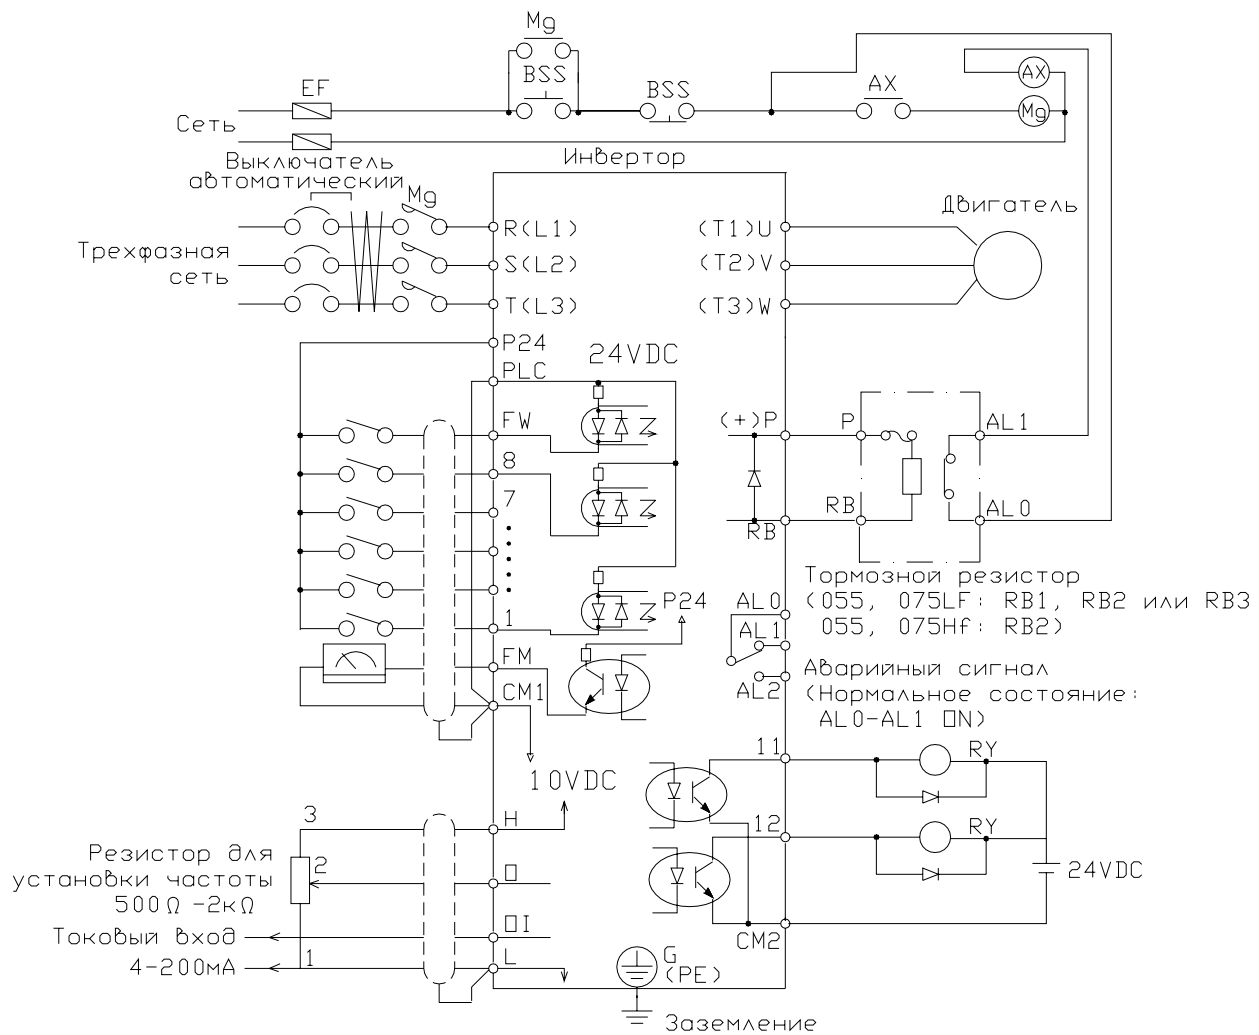 Mg
BSS
EF
BSS
AX
AX
Mg
Сеть
Инвертор
Выключатель
автоматический
Mg
Двигатель
R(L1)
(T1)U
Трехфазная
сеть
S(L2)
(T2)V
T(L3)
(T3)W
P24
24VDC
PLC
FW
(+)P
P
AL1
8
7
RB
AL0
RB
Тормозной резистор
(055, 075LF: RB1, RB2 или RB3
055, 075Hf: RB2)
P24
AL0
1
AL1
FM
Аварийный сигнал
(Нормальное состояние:
AL0-AL1 ON)
CM1
AL2
11
RY
10VDC
3
H
12
RY
Резистор для
установки частоты
500Ω -2кΩ
2
O
24VDC
Токовый вход
OI
CM2
4-200мА
1
L
G
(PE)
Заземление